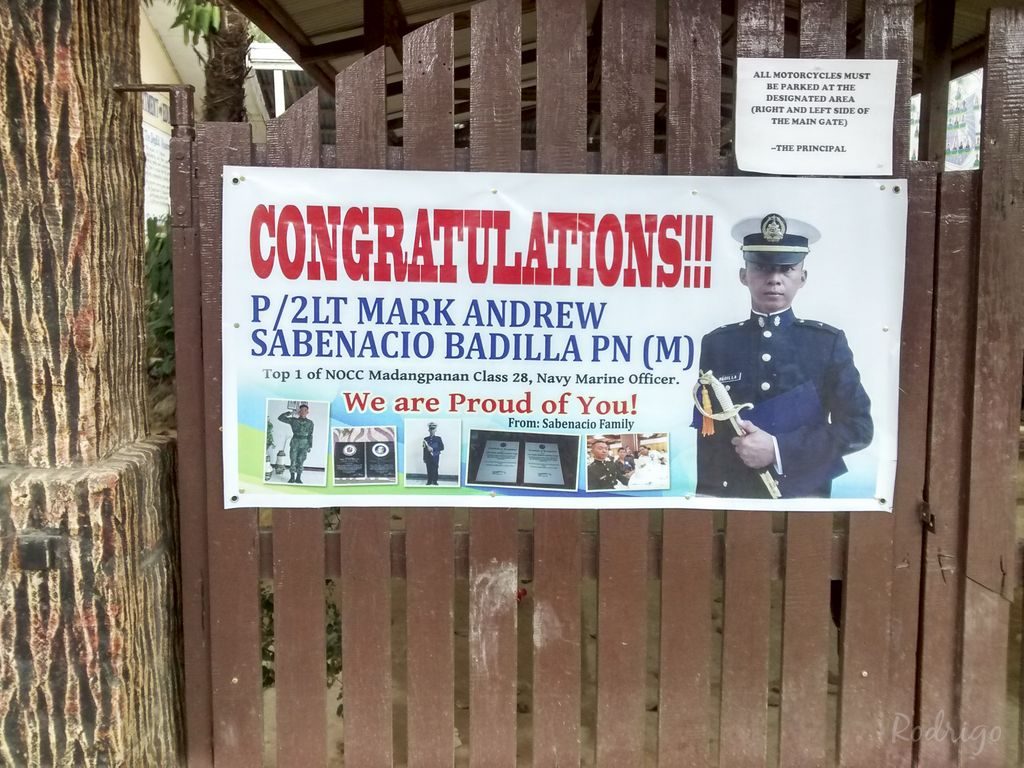 ALL MOTORCYCLES MUST
BE PARKED AT THE
DESIGNATED AREA
(RIGHT AND LEFT SIDE OF
THE MAIN GATE)
--THE PRINCIPAL
CONGRATULATIONS!!!
P/2LT MARK ANDREW
SABENACIO BADILLA PN (M)
Top 1 of NOCC Madangpanan Class 28, Navy Marine Officer.
We are Proud of You!
From: Sabenacio Family
BADILLA
Rodrigo